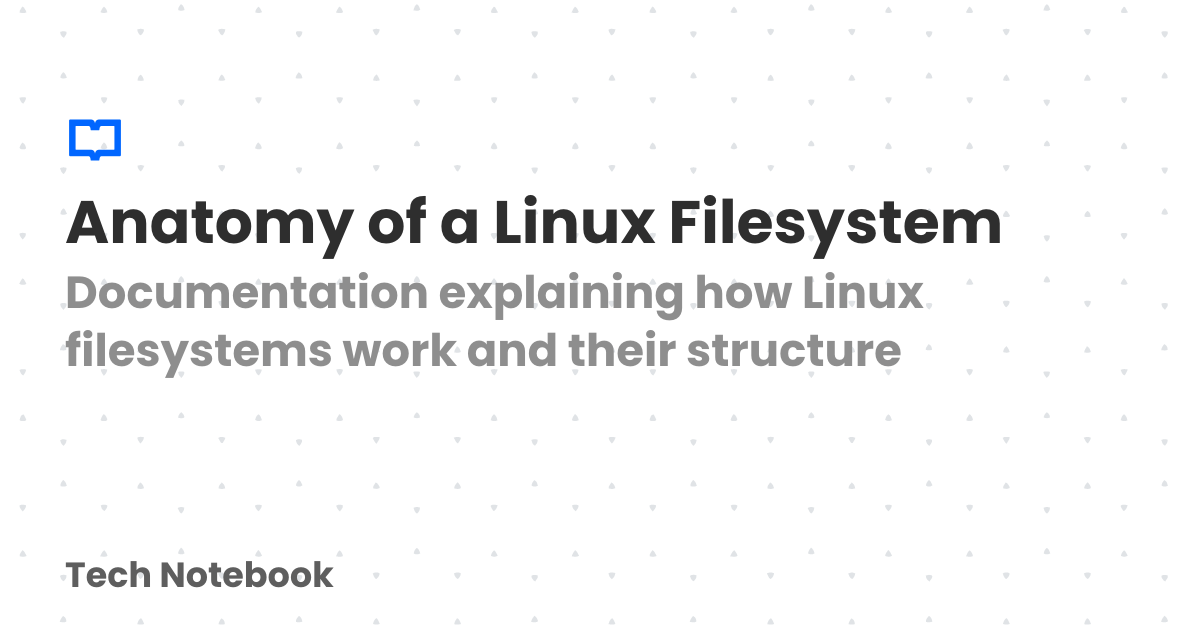 Anatomy of a Linux Filesystem
Documentation explaining how Linux
filesystems work and their structure
Tech Notebook